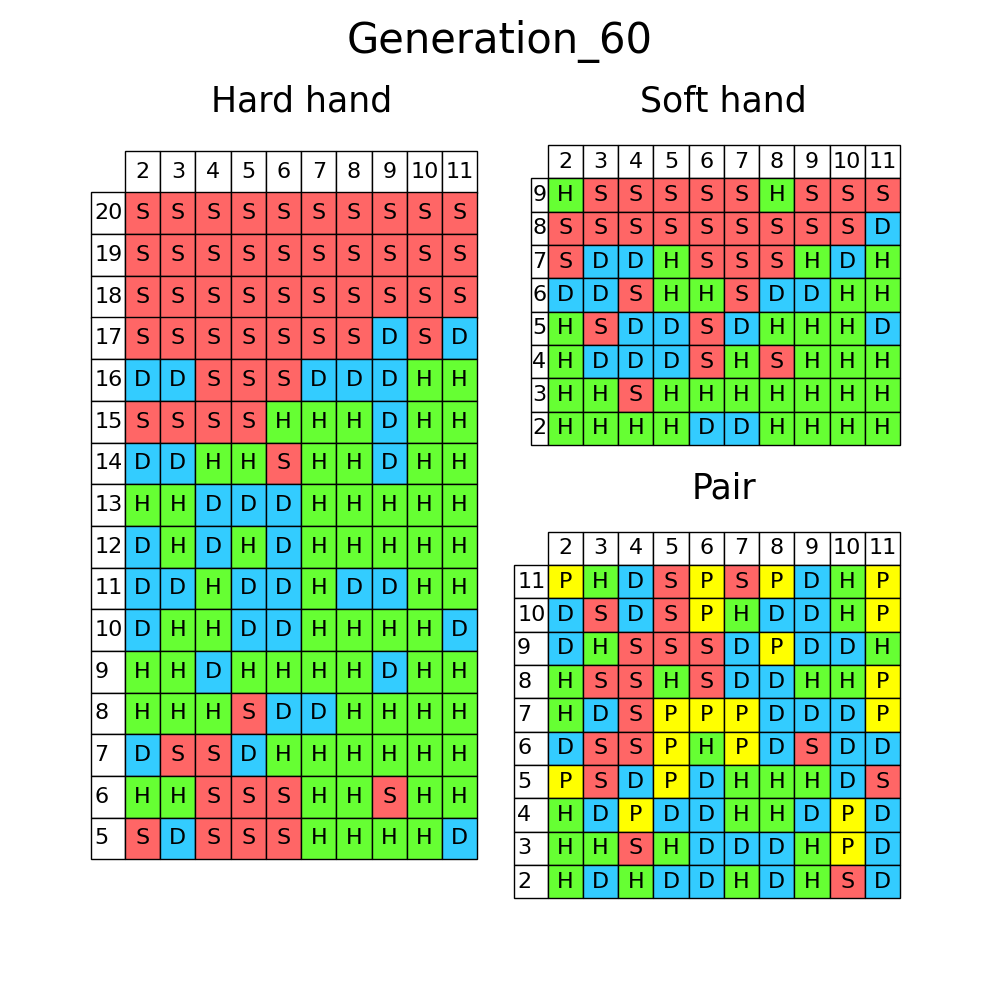 Generation_60
Hard hand
2 3 4 5 6 7 8 9 10 11
20 S S S S S S S S S S
19 S S S S S S S S S S
18 S S S S S S S S S S
17 S S S S S S S D S D
16 D D S S S D D D H H
15 S S S S H H H D H H
14 D D H H S H H D H H
13 H H D D D H H H H H
12 D H D H D H H H H H
11 D D H D D H D D H H
10 D H H D D H H H H D
9 H H D H H H H D H H
8 H H H S D D H H H H
7 D S S D H H H H H H
6 H H S S S H H S H H
5 S D S S S H H H H D
Soft hand
2 3 4 5 6 7 8 9 10 11
9 H S S S S S H S S S
8 S S S S S S S S S D
7 S D D H S S S H D H
6 D D S H H S D D H H
5 H S D D S D H H H D
4 H D D D S H S H H H
3 H H S H H H H H H H
2 H H H H D D H H H H
Pair
2 3 4 5 6 7 8 9 10 11
11 P H D S P S P D H P
10 D S D S P H D D H P
9 D H S S S D P D D H
8 H S S H S D D H H P
7 H D S P P P D D D P
6 D S S P H P D S D D
5 P S D P D H H H D S
4 H D P D D H H D P D
3 H H S H D D D H P D
2 H D H D D H D H S D